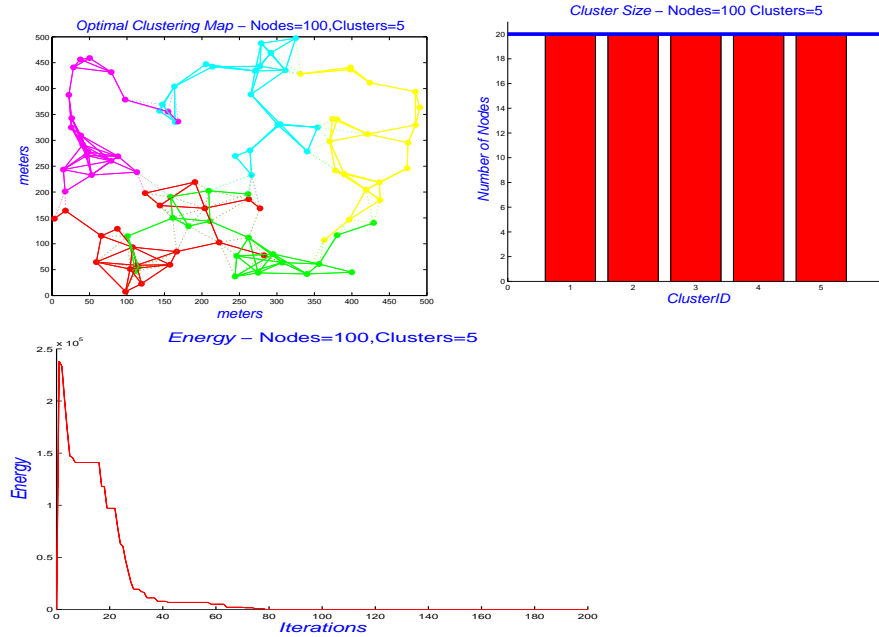 Optimal Clustering Map – Nodes=100,Clusters=5
500
450
400
350
300
250
200
150
100
50
0
meters
0 50 100 150 200 250 300 350 400 450 500
meters
Cluster Size – Nodes=100 Clusters=5
20
18
16
14
12
10
8
6
4
2
0
Number of Nodes
0 1 2 3 4 5
ClusterID
Energy – Nodes=100,Clusters=5
x 10^5
2.5
2
1.5
1
0.5
0
Energy
0 20 40 60 80 100 120 140 160 180 200
Iterations